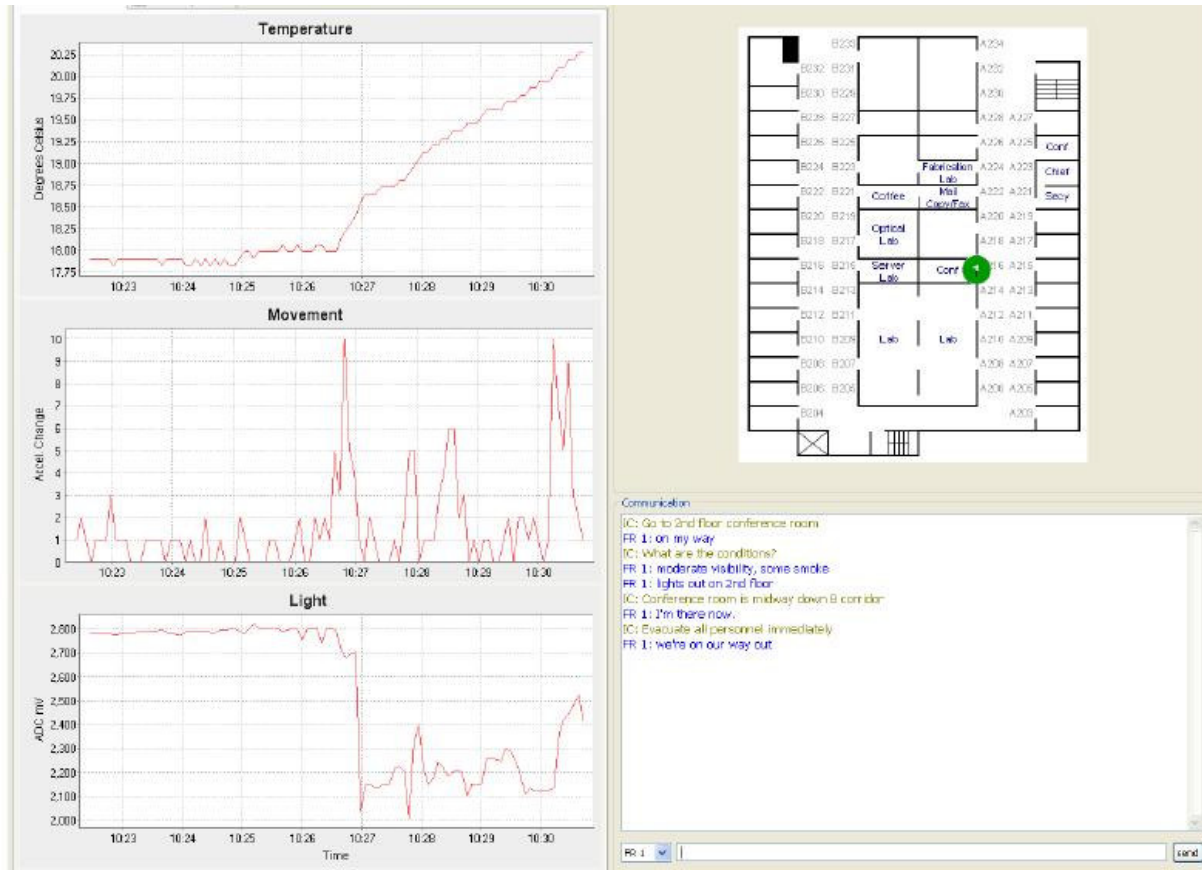 Temperature
Degrees Celsius
20.25
20.00
19.75
19.50
19.25
19.00
18.75
18.50
18.25
18.00
17.75
10:23 10:24 10:25 10:26 10:27 10:28 10:29 10:30
Movement
Accel. Change
10
9
8
7
6
5
4
3
2
1
0
10:23 10:24 10:25 10:26 10:27 10:28 10:29 10:30
Light
ADC mV
2,800
2,700
2,600
2,500
2,400
2,300
2,200
2,100
2,000
10:23 10:24 10:25 10:26 10:27 10:28 10:29 10:30
Time
B233 A234
B232 B231 A232
B230 B229 A230
B228 B227 A228 A227
B226 B225 A226 A225 Conf
B224 B223 Fabrication Lab A224 A223 Chief
B222 B221 Coffee Mail Copy/Fax A222 A221 Secy
B220 B219 A220 A219
B218 B217 Optical Lab A218 A217
B216 B215 Server Lab Conf 1 16 A215
B214 B213 A214 A213
B212 B211 A212 A211
B210 B209 Lab Lab A210 A209
B208 B207 A208 A207
B206 B205 A206 A205
B204 A203
Communication
IC: Go to 2nd floor conference room
FR 1: on my way
IC: What are the conditions?
FR 1: moderate visibility, some smoke
FR 1: lights out on 2nd floor
IC: Conference room is midway down B corridor
FR 1: I'm there now.
IC: Evacuate all personnel immediately
FR 1: we're on our way out
FR 1 send